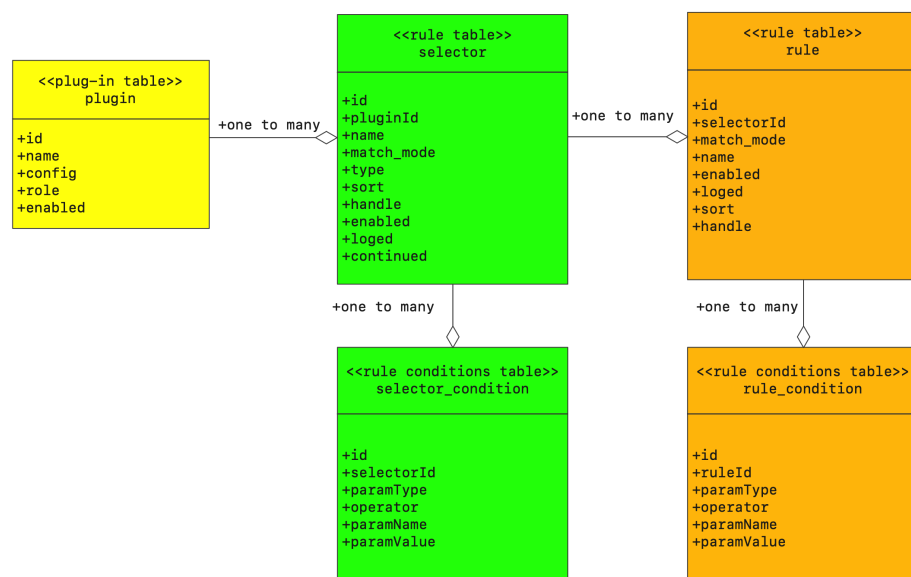 <<plug-in table>>
plugin
+id
+name
+config
+role
+enabled
+one to many
<<rule table>>
selector
+id
+pluginId
+name
+match_mode
+type
+sort
+handle
+enabled
+loged
+continued
+one to many
<<rule table>>
rule
+id
+selectorId
+match_mode
+name
+enabled
+loged
+sort
+handle
+one to many
<<rule conditions table>>
selector_condition
+id
+selectorId
+paramType
+operator
+paramName
+paramValue
+one to many
<<rule conditions table>>
rule_condition
+id
+ruleId
+paramType
+operator
+paramName
+paramValue